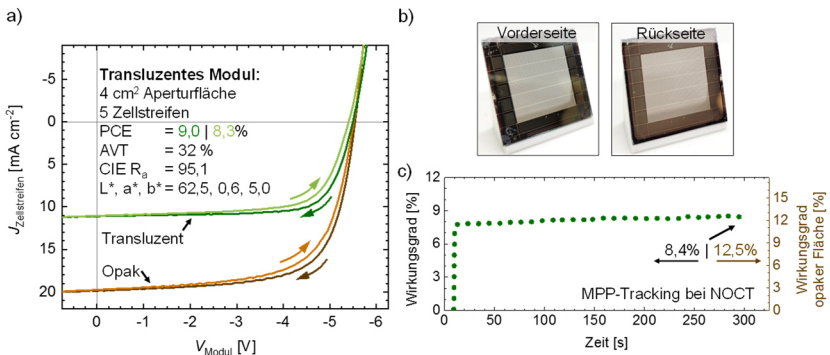 a)
-5
0
5
10
15
20
J Zellstreifen [mA cm-2]
Transluzentes Modul:
4 cm2 Aperturfläche
5 Zellstreifen
PCE = 9,0 | 8,3%
AVT = 32 %
CIE Ra = 95,1
L*, a*, b* = 62,5, 0,6, 5,0
Transluzent
Opak
0 -1 -2 -3 -4 -5 -6
VModul [V]
b)
Vorderseite
Rückseite
c)
12
9
6
3
0
Wirkungsgrad [%]
8,4% | 12,5%
MPP-Tracking bei NOCT
0 50 100 150 200 250 300
Zeit [s]
15
12
9
6
3
0
Wirkungsgrad
opaker Fläche [%]